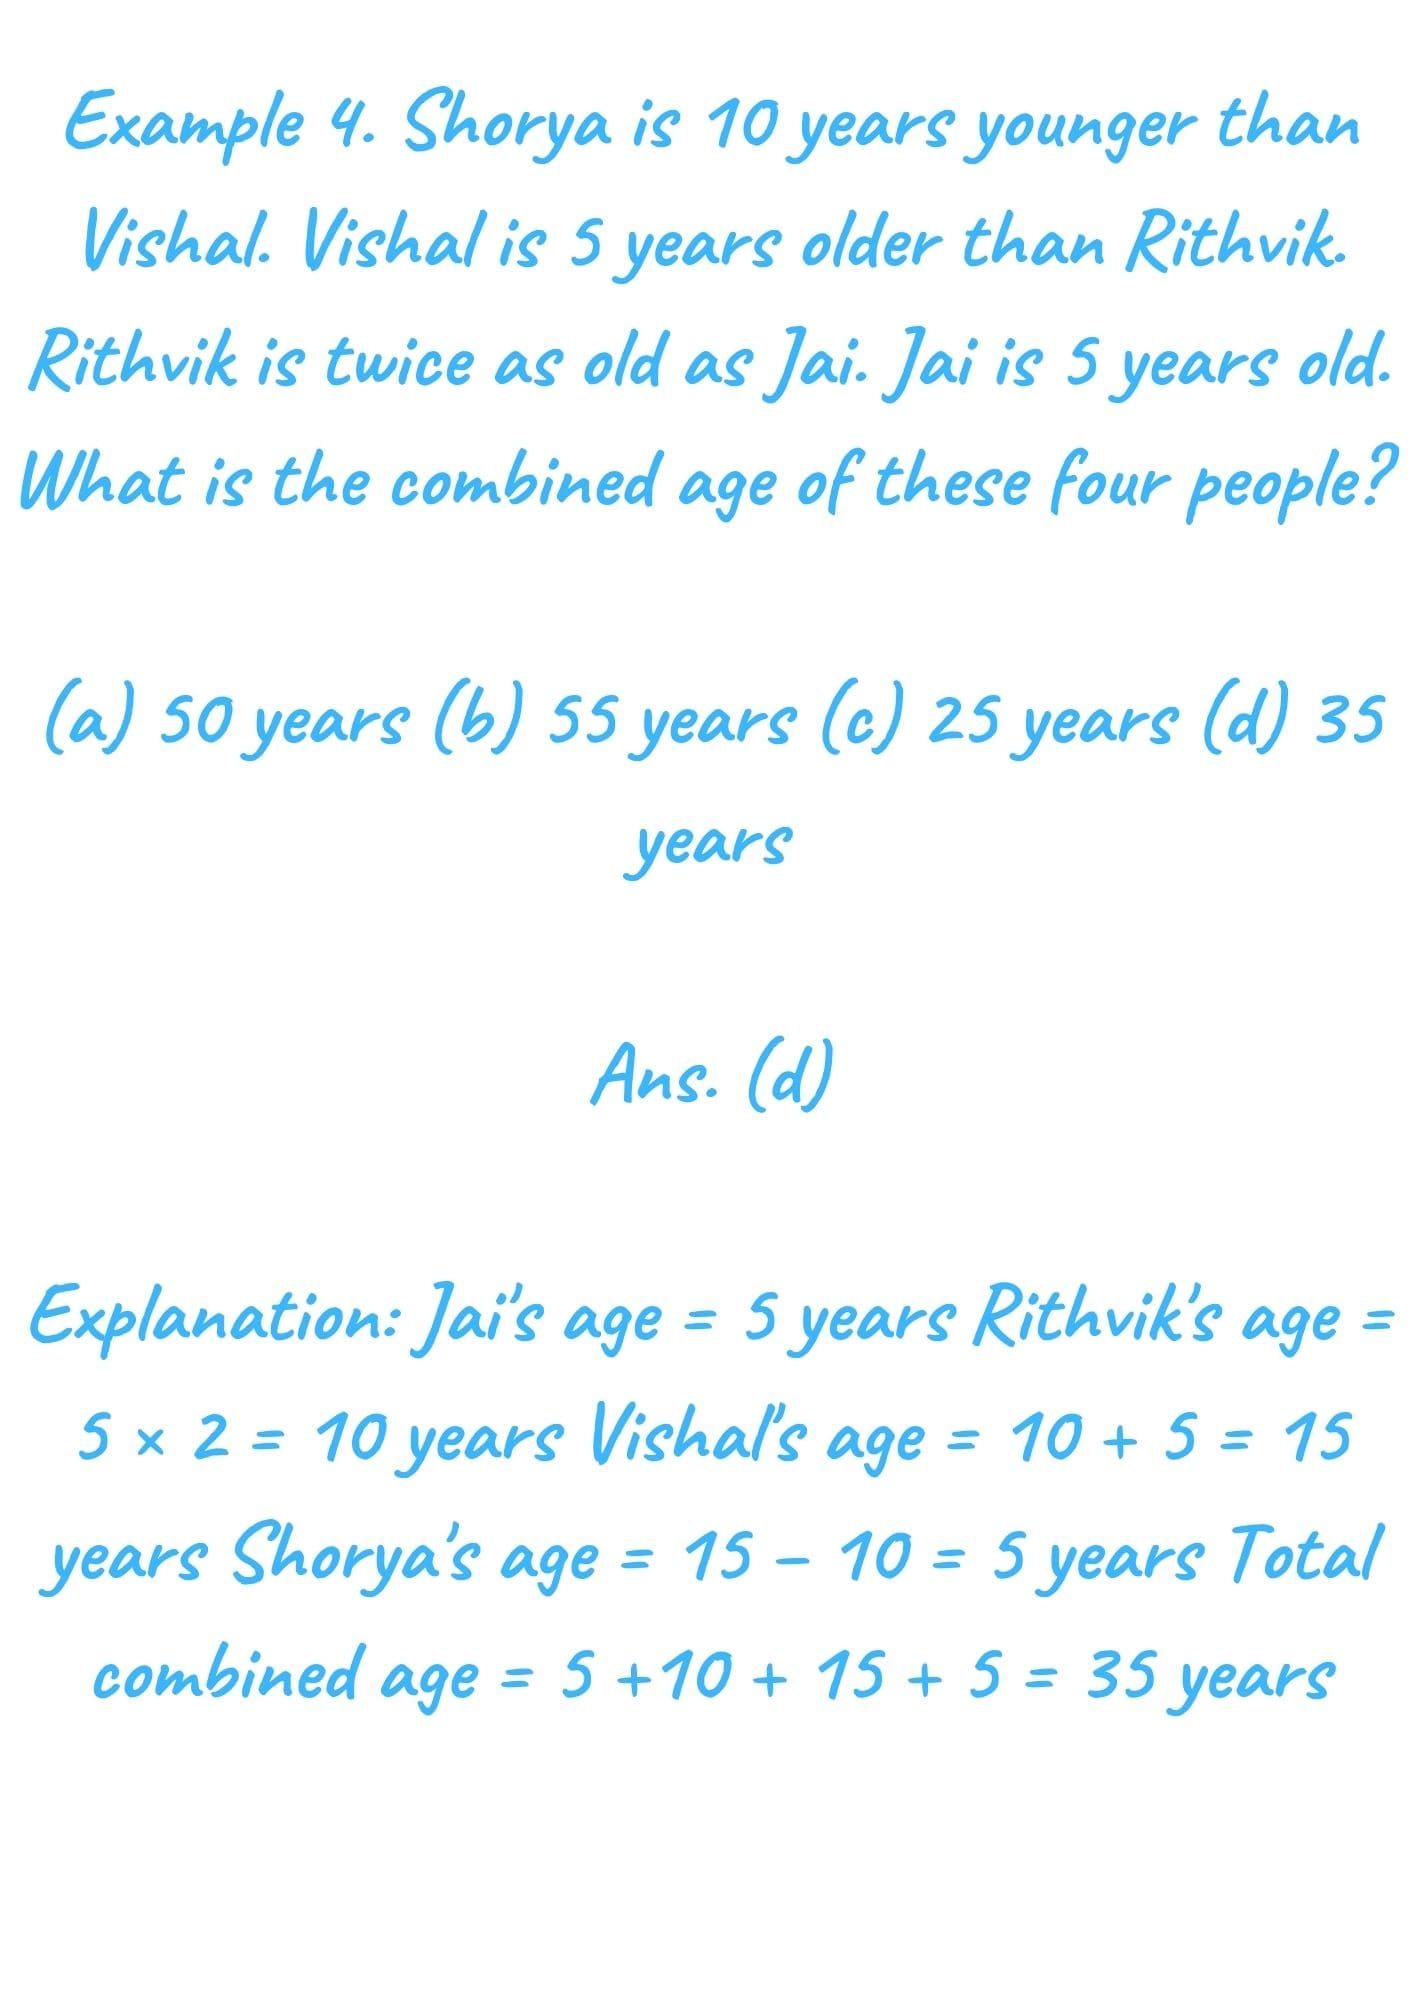 Example 4. Shorya is 10 years younger than
Vishal. Vishal is 5 years older than Rithvik.
Rithvik is twice as old as Jai. Jai is 5 years old.
What is the combined age of these four people?
(a) 50 years (b) 55 years (c) 25 years (d) 35
years
Ans. (d)
Explanation: Jai's age = 5 years Rithvik's age =
5 × 2 = 10 years Vishal's age = 10 + 5 = 15
years Shorya's age = 15 – 10 = 5 years Total
combined age = 5 +10 + 15 + 5 = 35 years